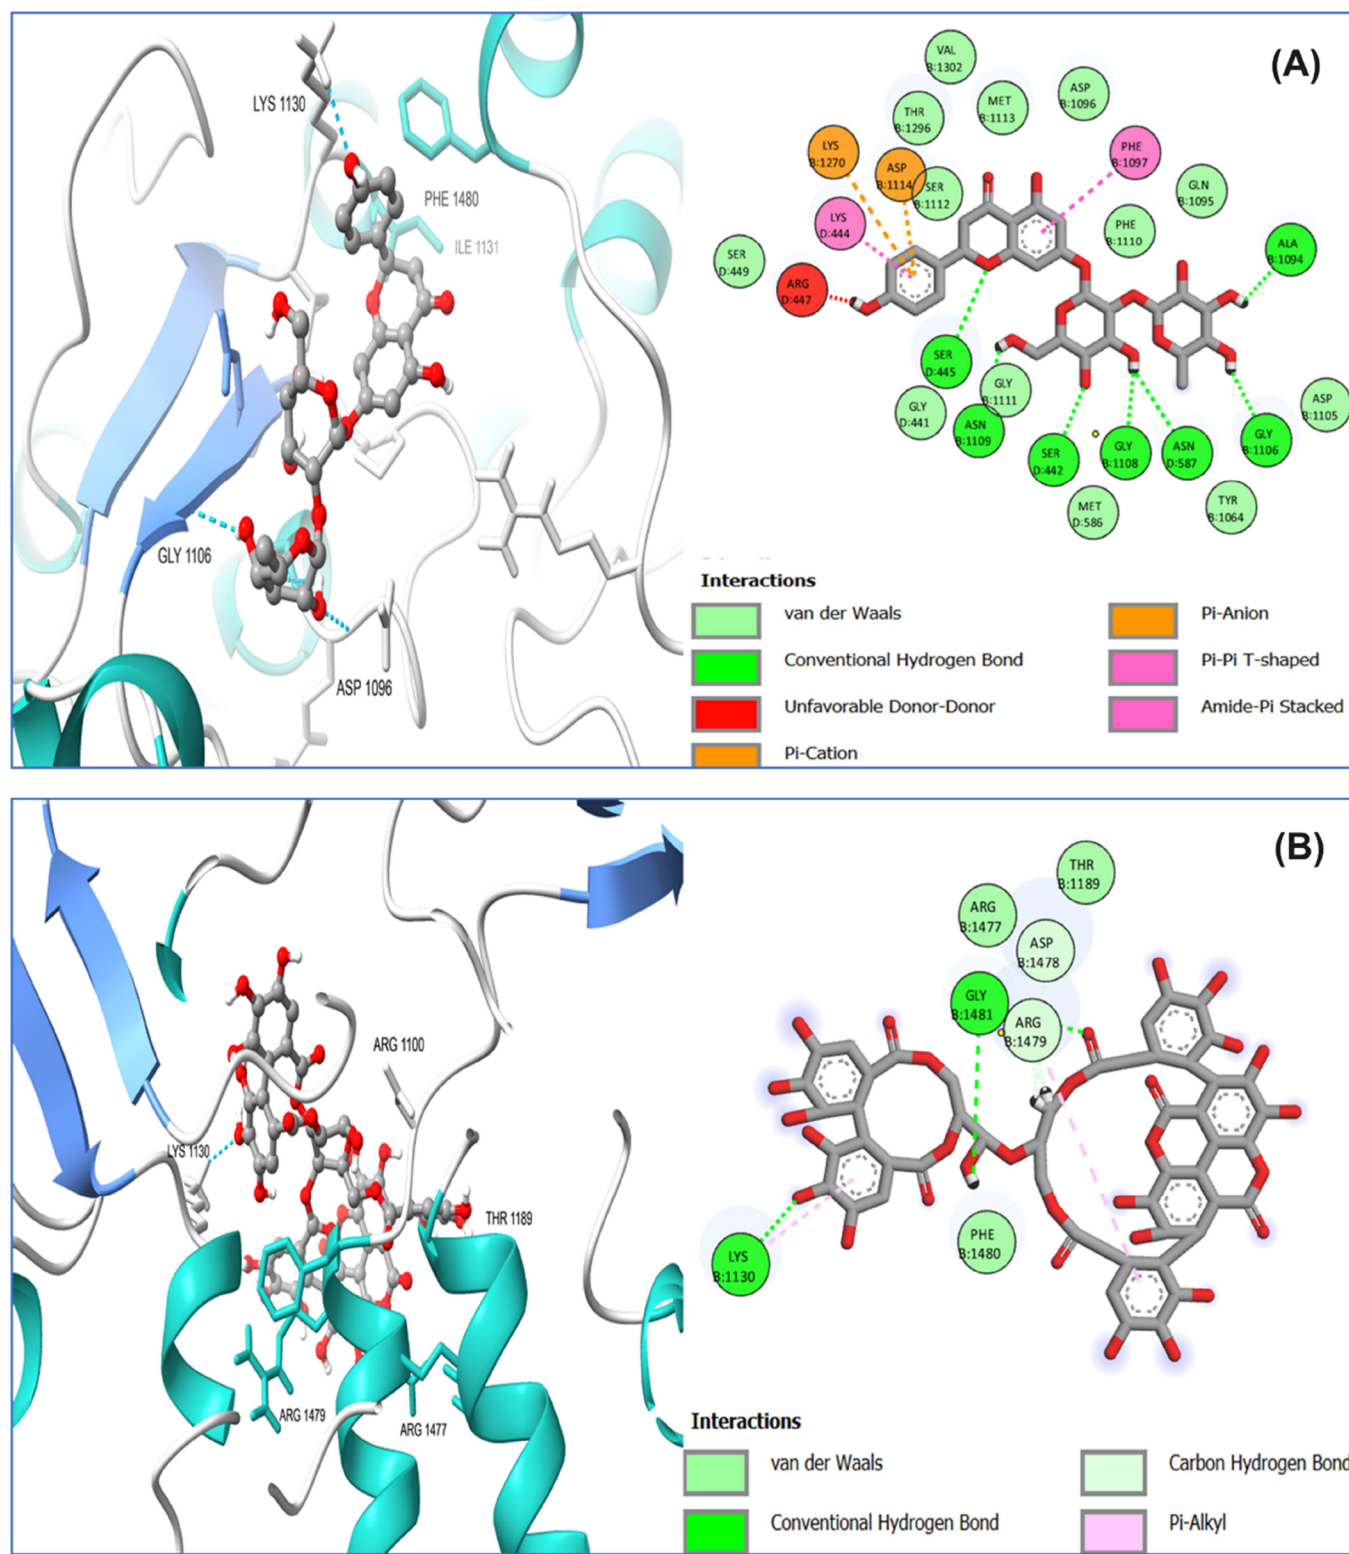 (A)
LYS 1130
PHE 1480
ILE 1131
GLY 1106
ASP 1096
VAL
B:1302
ASP
B:1096
MET
B:1113
THR
B:1296
LYS
B:1270
ASP
B:1114
PHE
B:1097
SER
B:1112
GLN
B:1095
LYS
D:444
PHE
B:1110
ALA
B:1094
SER
D:449
ARG
D:447
SER
D:445
GLY
B:1111
GLY
D:441
ASN
B:1109
SER
D:442
GLY
B:1108
ASN
D:587
GLY
B:1106
ASP
B:1105
MET
D:586
TYR
B:1064
Interactions
van der Waals
Conventional Hydrogen Bond
Unfavorable Donor-Donor
Pi-Cation
Pi-Anion
Pi-Pi T-shaped
Amide-Pi Stacked
(B)
ARG 1100
LYS 1130
THR 1189
ARG 1479
ARG 1477
THR
B:1189
ARG
B:1477
ASP
B:1478
GLY
B:1481
ARG
B:1479
PHE
B:1480
LYS
B:1130
Interactions
van der Waals
Conventional Hydrogen Bond
Carbon Hydrogen Bond
Pi-Alkyl